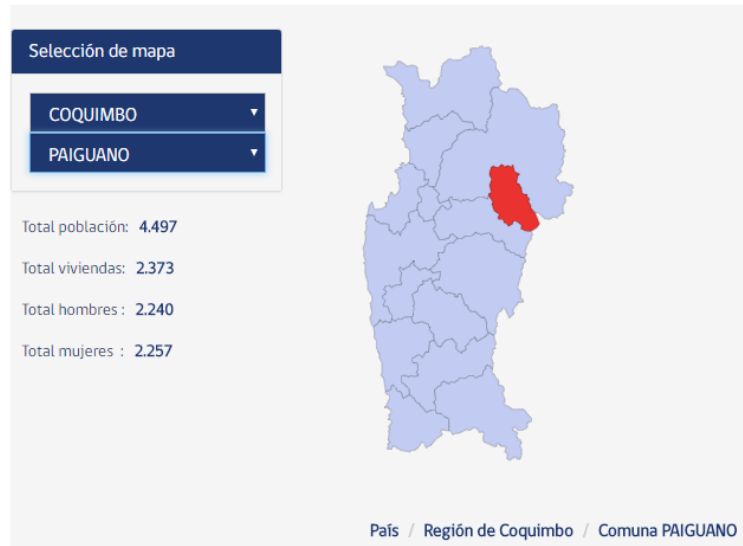 Selección de mapa
COQUIMBO
PAIGUANO
Total población: 4.497
Total viviendas: 2.373
Total hombres : 2.240
Total mujeres : 2.257
País / Región de Coquimbo / Comuna PAIGUANO